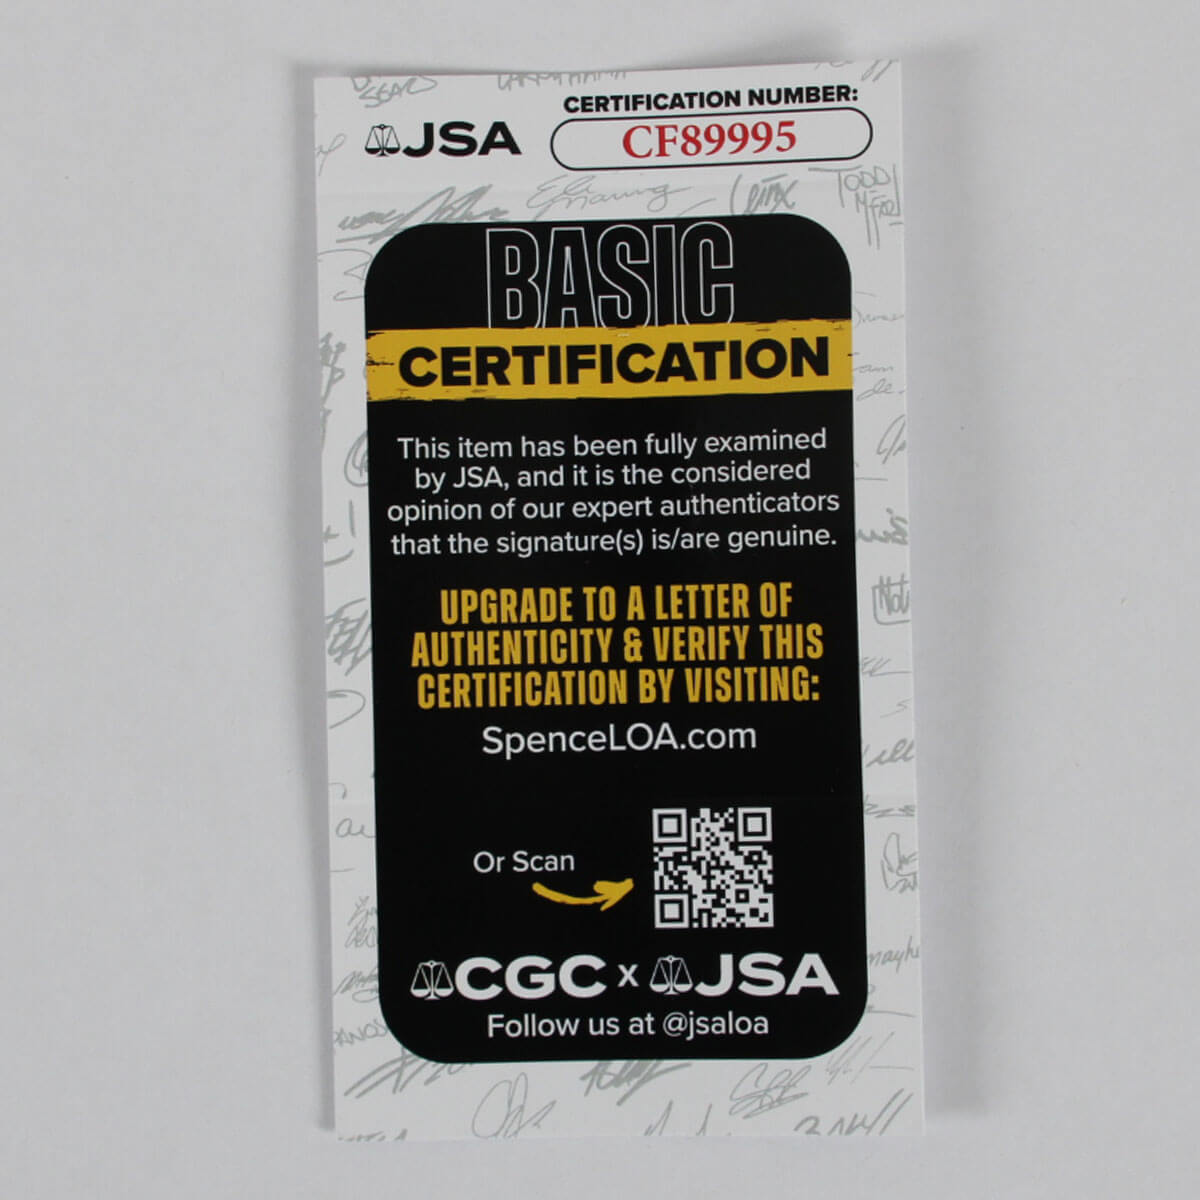 CERTIFICATION NUMBER:
JSA
CF89995
BASIC
CERTIFICATION
This item has been fully examined
by JSA, and it is the considered
opinion of our expert authenticators
that the signature(s) is/are genuine.
UPGRADE TO A LETTER OF
AUTHENTICITY & VERIFY THIS
CERTIFICATION BY VISITING:
SpenceLOA.com
Or Scan
CGC x JSA
Follow us at @jsaloa